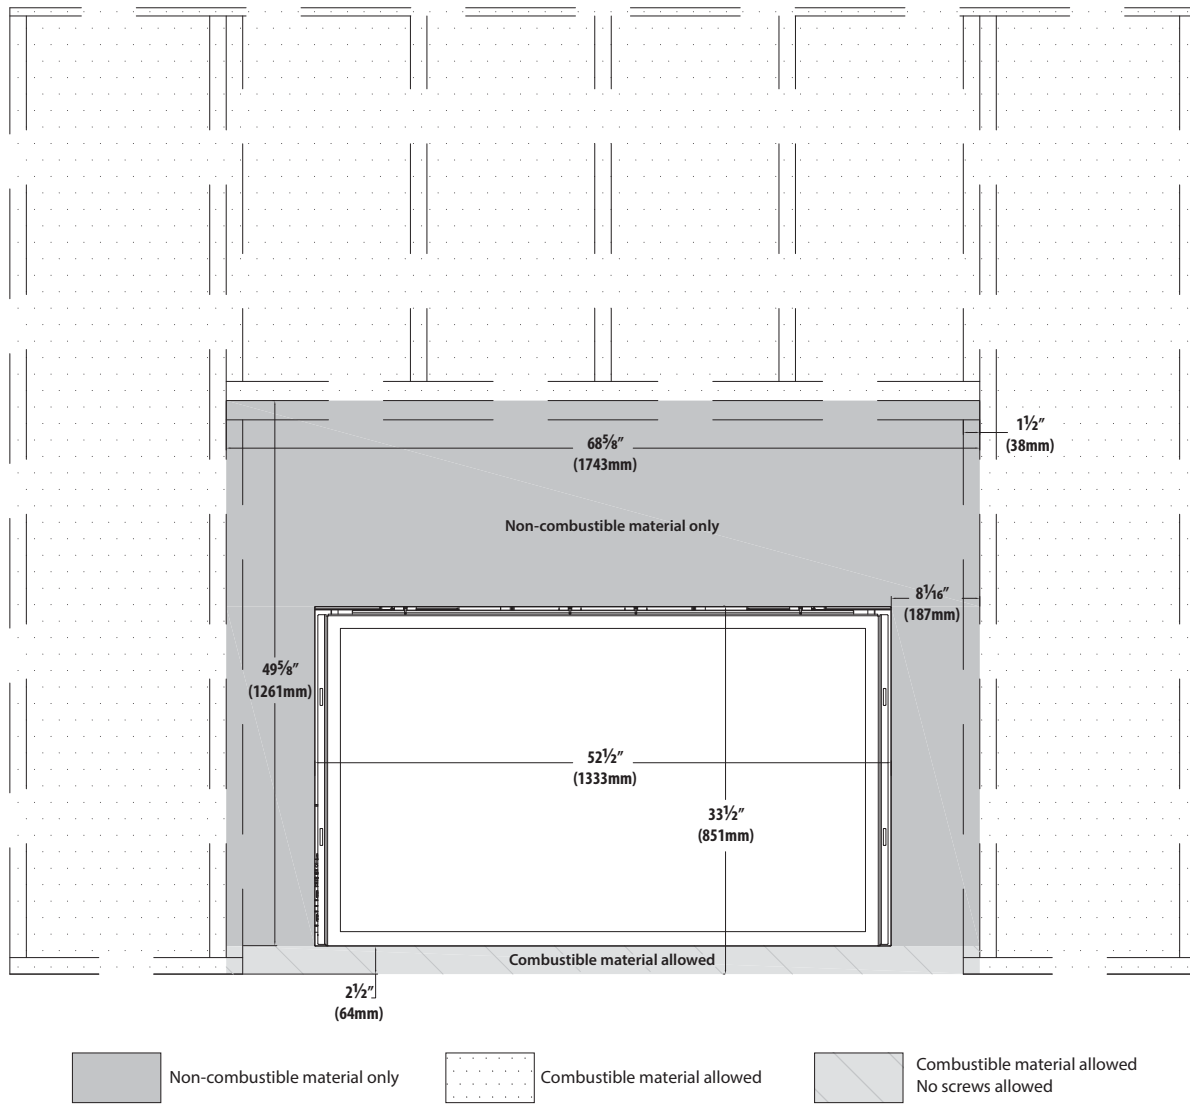 1½″
(38mm)
68⅝″
(1743mm)
Non-combustible material only
8¹⁄₁₆″
(187mm)
49⅝″
(1261mm)
52½″
(1333mm)
33½″
(851mm)
Combustible material allowed
2½″
(64mm)
Non-combustible material only
Combustible material allowed
Combustible material allowed
No screws allowed